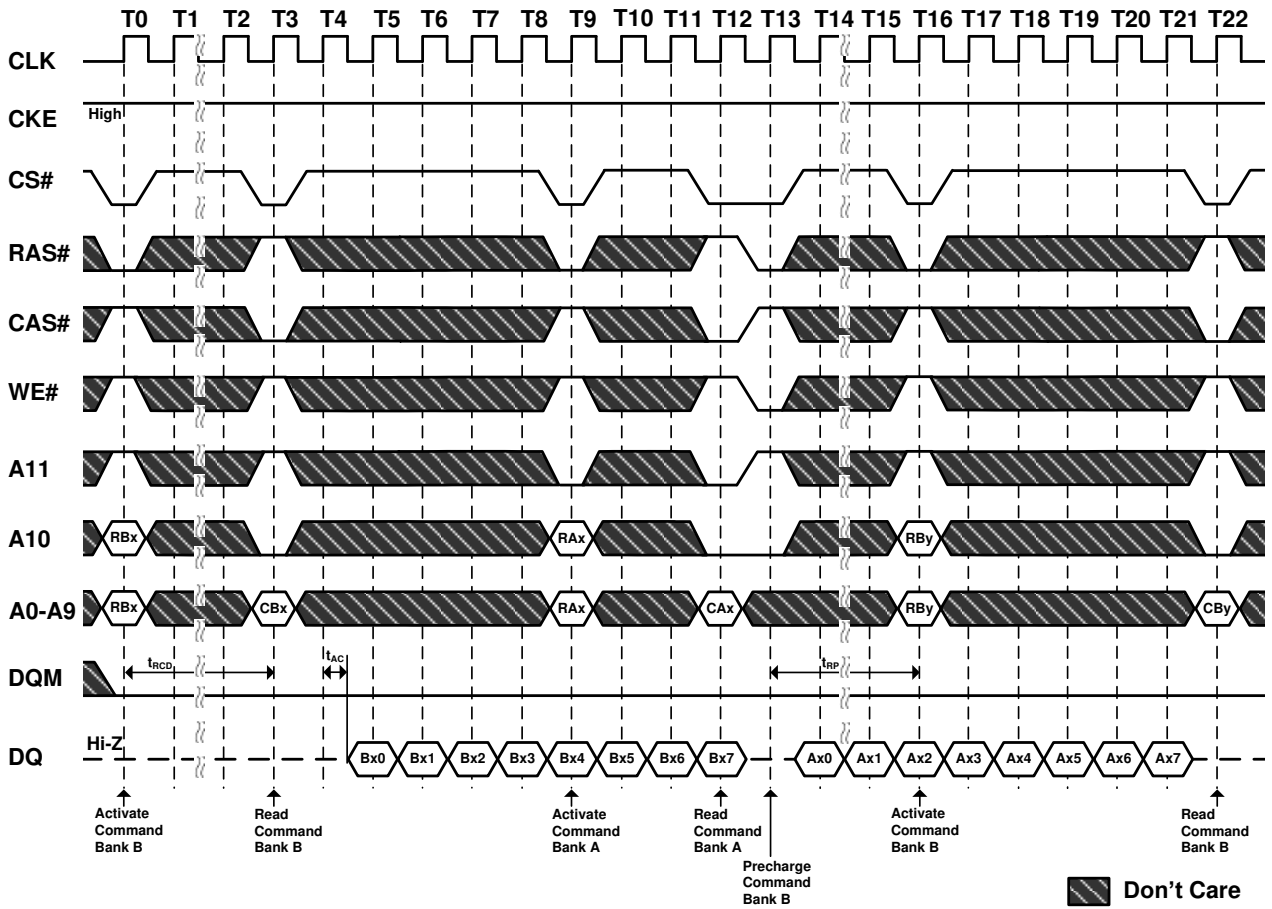 T0 T1 T2 T3 T4 T5 T6 T7 T8 T9 T10 T11 T12 T13 T14 T15 T16 T17 T18 T19 T20 T21 T22
CLK
CKE High
CS#
RAS#
CAS#
WE#
A11
A10 RBx RAx RBy
A0-A9 RBx CBx RAx CAx RBy CBy
DQM tRCD tAC tRP
DQ Hi-Z Bx0 Bx1 Bx2 Bx3 Bx4 Bx5 Bx6 Bx7 Ax0 Ax1 Ax2 Ax3 Ax4 Ax5 Ax6 Ax7
Activate
Command
Bank B
Read
Command
Bank B
Activate
Command
Bank A
Read
Command
Bank A
Precharge
Command
Bank B
Activate
Command
Bank B
Read
Command
Bank B
Don't Care